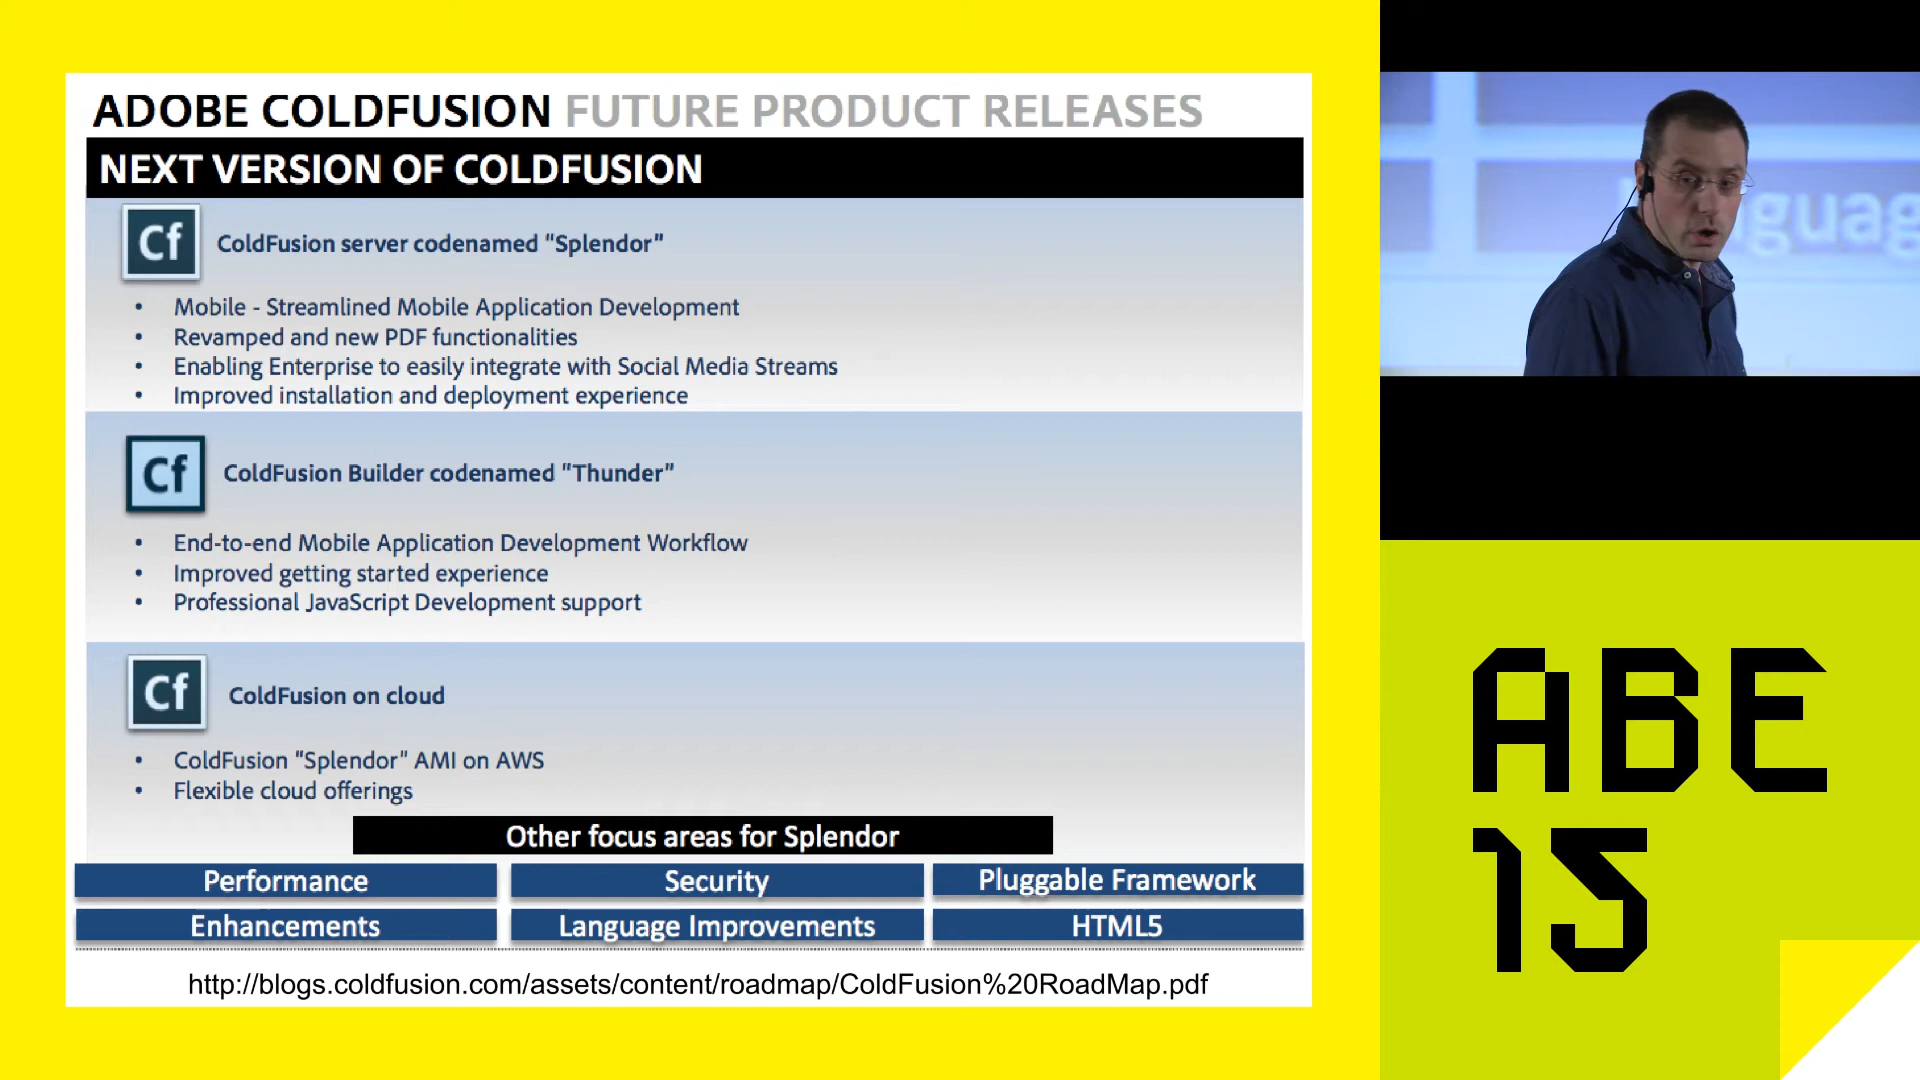 ADOBE COLDFUSION FUTURE PRODUCT RELEASES
NEXT VERSION OF COLDFUSION
Cf
ColdFusion server codenamed "Splendor"
• Mobile - Streamlined Mobile Application Development
• Revamped and new PDF functionalities
• Enabling Enterprise to easily integrate with Social Media Streams
• Improved installation and deployment experience
Cf
ColdFusion Builder codenamed "Thunder"
• End-to-end Mobile Application Development Workflow
• Improved getting started experience
• Professional JavaScript Development support
Cf
ColdFusion on cloud
• ColdFusion "Splendor" AMI on AWS
• Flexible cloud offerings
Other focus areas for Splendor
Performance Security Pluggable Framework
Enhancements Language Improvements HTML5
http://blogs.coldfusion.com/assets/content/roadmap/ColdFusion%20RoadMap.pdf
ABE
15